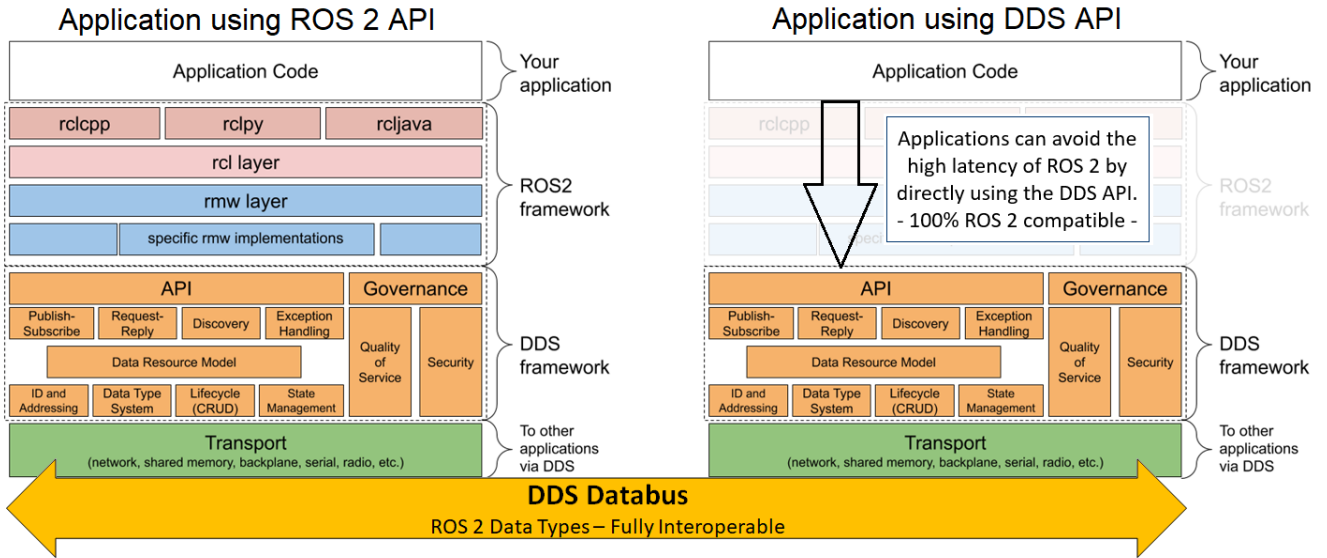 Application using ROS 2 API
Application Code
Your
application
rclcpp
rclpy
rcljava
rcl layer
rmw layer
specific rmw implementations
ROS2
framework
API
Governance
Publish-
Subscribe
Request-
Reply
Discovery
Exception
Handling
Data Resource Model
ID and
Addressing
Data Type
System
Lifecycle
(CRUD)
State
Management
Quality
of
Service
Security
DDS
framework
Transport
(network, shared memory, backplane, serial, radio, etc.)
To other
applications
via DDS
Application using DDS API
Application Code
Your
application
rclcpp
Applications can avoid the
high latency of ROS 2 by
directly using the DDS API.
- 100% ROS 2 compatible -
ROS2
framework
API
Governance
Publish-
Subscribe
Request-
Reply
Discovery
Exception
Handling
Data Resource Model
ID and
Addressing
Data Type
System
Lifecycle
(CRUD)
State
Management
Quality
of
Service
Security
DDS
framework
Transport
(network, shared memory, backplane, serial, radio, etc.)
To other
applications
via DDS
DDS Databus
ROS 2 Data Types – Fully Interoperable